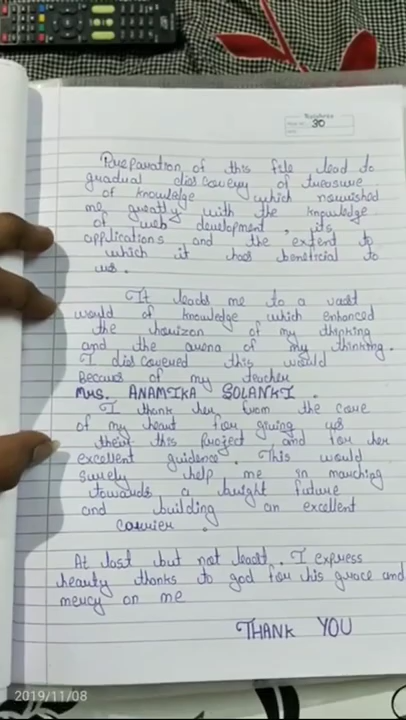 30
Preparation of this file lead to
gradual discovery of treasure
of knowledge which nourished
me greatly with the knowledge
of web development, its
applications and the extent to
which it has beneficial to
us.
It leads me to a vast
would of knowledge which enhanced
the horizon of my thinking
and the arena of my thinking.
I discovered this would
Becaus of my teacher
Mrs. ANAMIKA SOLANKI.
I thank her from the core
of my heart for giving us
their this Project and for her
excellent guidence. This would
surely help me in marching
towards a bright future
and building an excellent
carrier.
At last but not least. I express
hearty thanks to god for his grace and
mercy on me
THANK YOU
2019/11/08